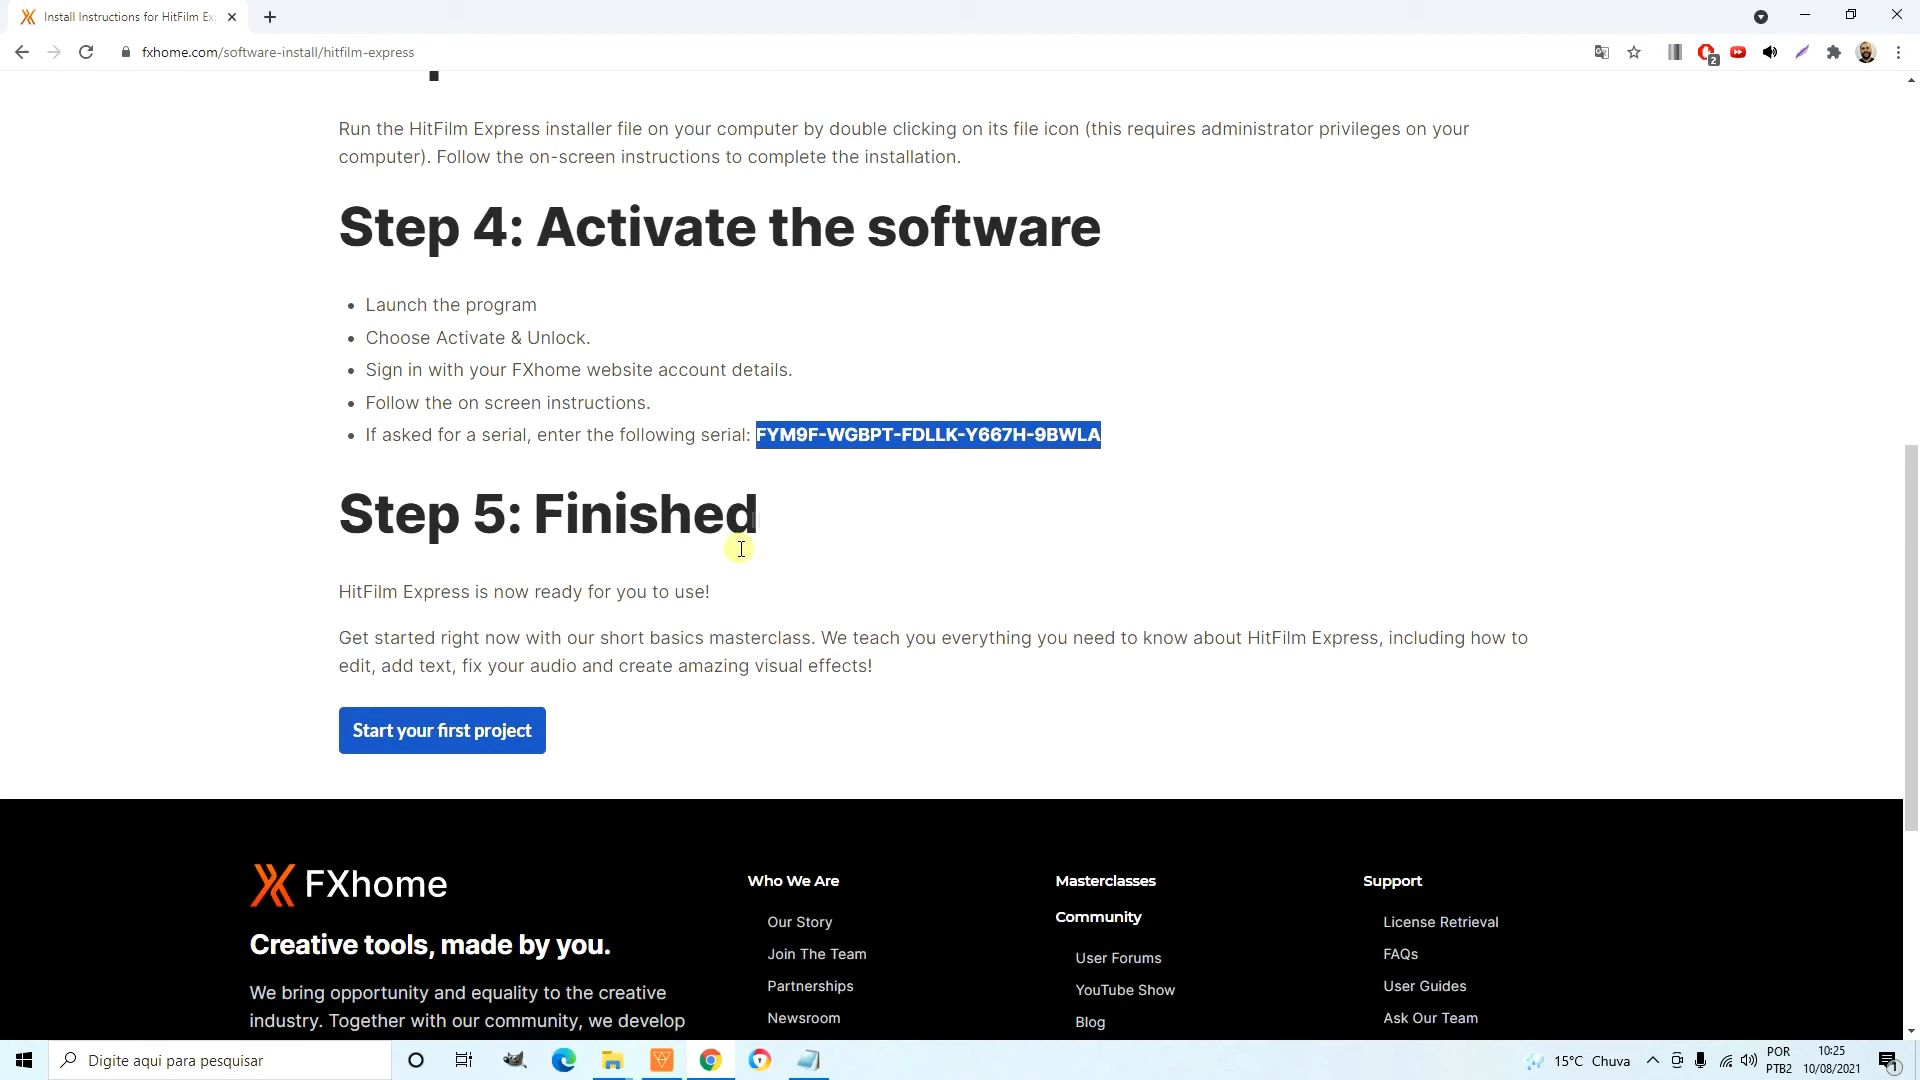 Install Instructions for HitFilm Ex
fxhome.com/software-install/hitfilm-express
2
Run the HitFilm Express installer file on your computer by double clicking on its file icon (this requires administrator privileges on your
computer). Follow the on-screen instructions to complete the installation.
Step 4: Activate the software
• Launch the program
• Choose Activate & Unlock.
• Sign in with your FXhome website account details.
• Follow the on screen instructions.
• If asked for a serial, enter the following serial: FYM9F-WGBPT-FDLLK-Y667H-9BWLA
Step 5: Finished
HitFilm Express is now ready for you to use!
Get started right now with our short basics masterclass. We teach you everything you need to know about HitFilm Express, including how to
edit, add text, fix your audio and create amazing visual effects!
Start your first project
FXhome
Creative tools, made by you.
We bring opportunity and equality to the creative
industry. Together with our community, we develop
Who We Are
Our Story
Join The Team
Partnerships
Newsroom
Masterclasses
Community
User Forums
YouTube Show
Blog
Support
License Retrieval
FAQs
User Guides
Ask Our Team
Digite aqui para pesquisar
15°C Chuva
POR
PTB2
10:25
10/08/2021
1